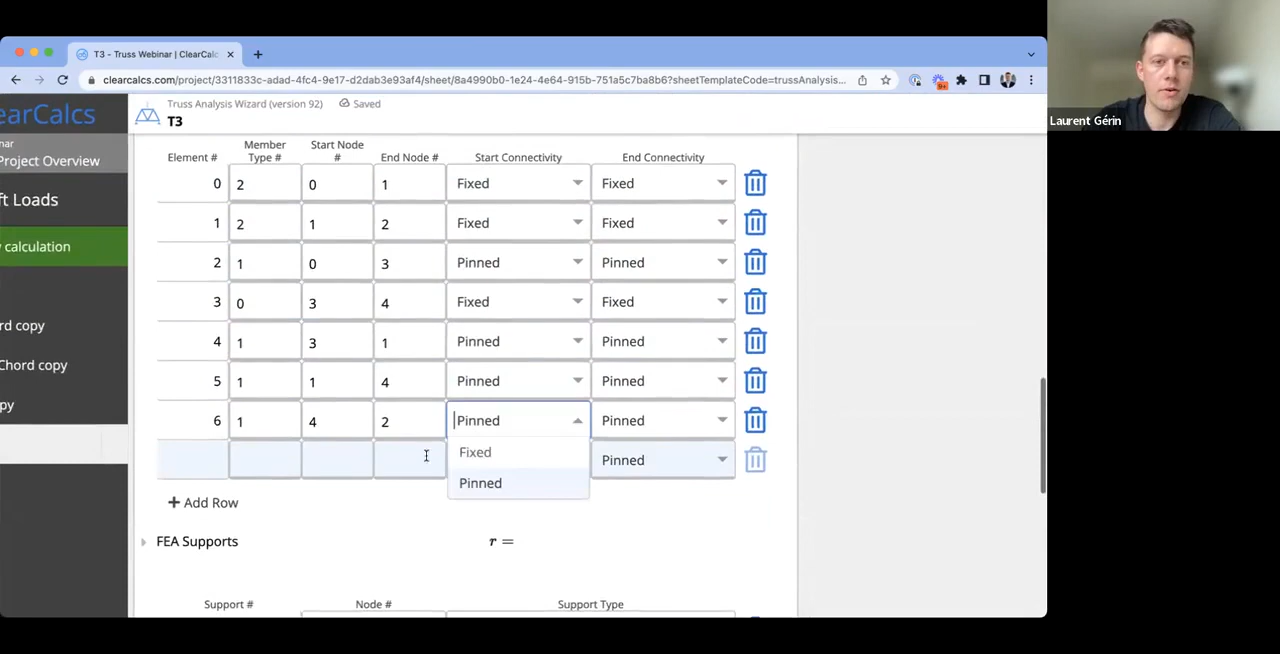 T3 - Truss Webinar | ClearCalc
clearcalcs.com/project/3311833c-adad-4fc4-9e17-d2dab3e93af4/sheet/8a4990b0-1e24-4e64-915b-751a5c7ba8b6?sheetTemplateCode=trussAnalysis...
9+
Laurent Gérin
earCalcs
nar
Project Overview
ft Loads
calculation
rd copy
Chord copy
py
Truss Analysis Wizard (version 92) Saved
T3
Element # Member Type # Start Node # End Node # Start Connectivity End Connectivity
0 2 0 1 Fixed Fixed
1 2 1 2 Fixed Fixed
2 1 0 3 Pinned Pinned
3 0 3 4 Fixed Fixed
4 1 3 1 Pinned Pinned
5 1 1 4 Pinned Pinned
6 1 4 2 Pinned Pinned
Fixed
Pinned
Pinned
+ Add Row
FEA Supports r =
Support # Node # Support Type